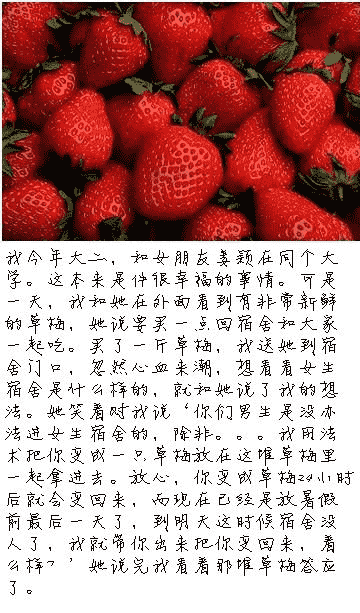 我今年大二，和女朋友姜颖在同个大
学。这本来是件很幸福的事情。可是
一天，我和她在外面看到有非常新鲜
的草梅，她说要买一点回宿舍和大家
一起吃。买了一斤草梅，我送她到宿
舍门口，忽然心血来潮，想看看女生
宿舍是什么样的，就和她说了我的想
法。她笑着对我说‘你们男生是没办
法进女生宿舍的，除非。。。我用法
术把你变成一只草梅放在这堆草梅里
一起拿进去。放心，你变成草梅24小时
后就会变回来，而现在已经是放暑假
前最后一天了，到明天这时候宿舍没
人了，我就带你出来把你变回来，看
么样？’她说完我看着那堆草梅答应
了。